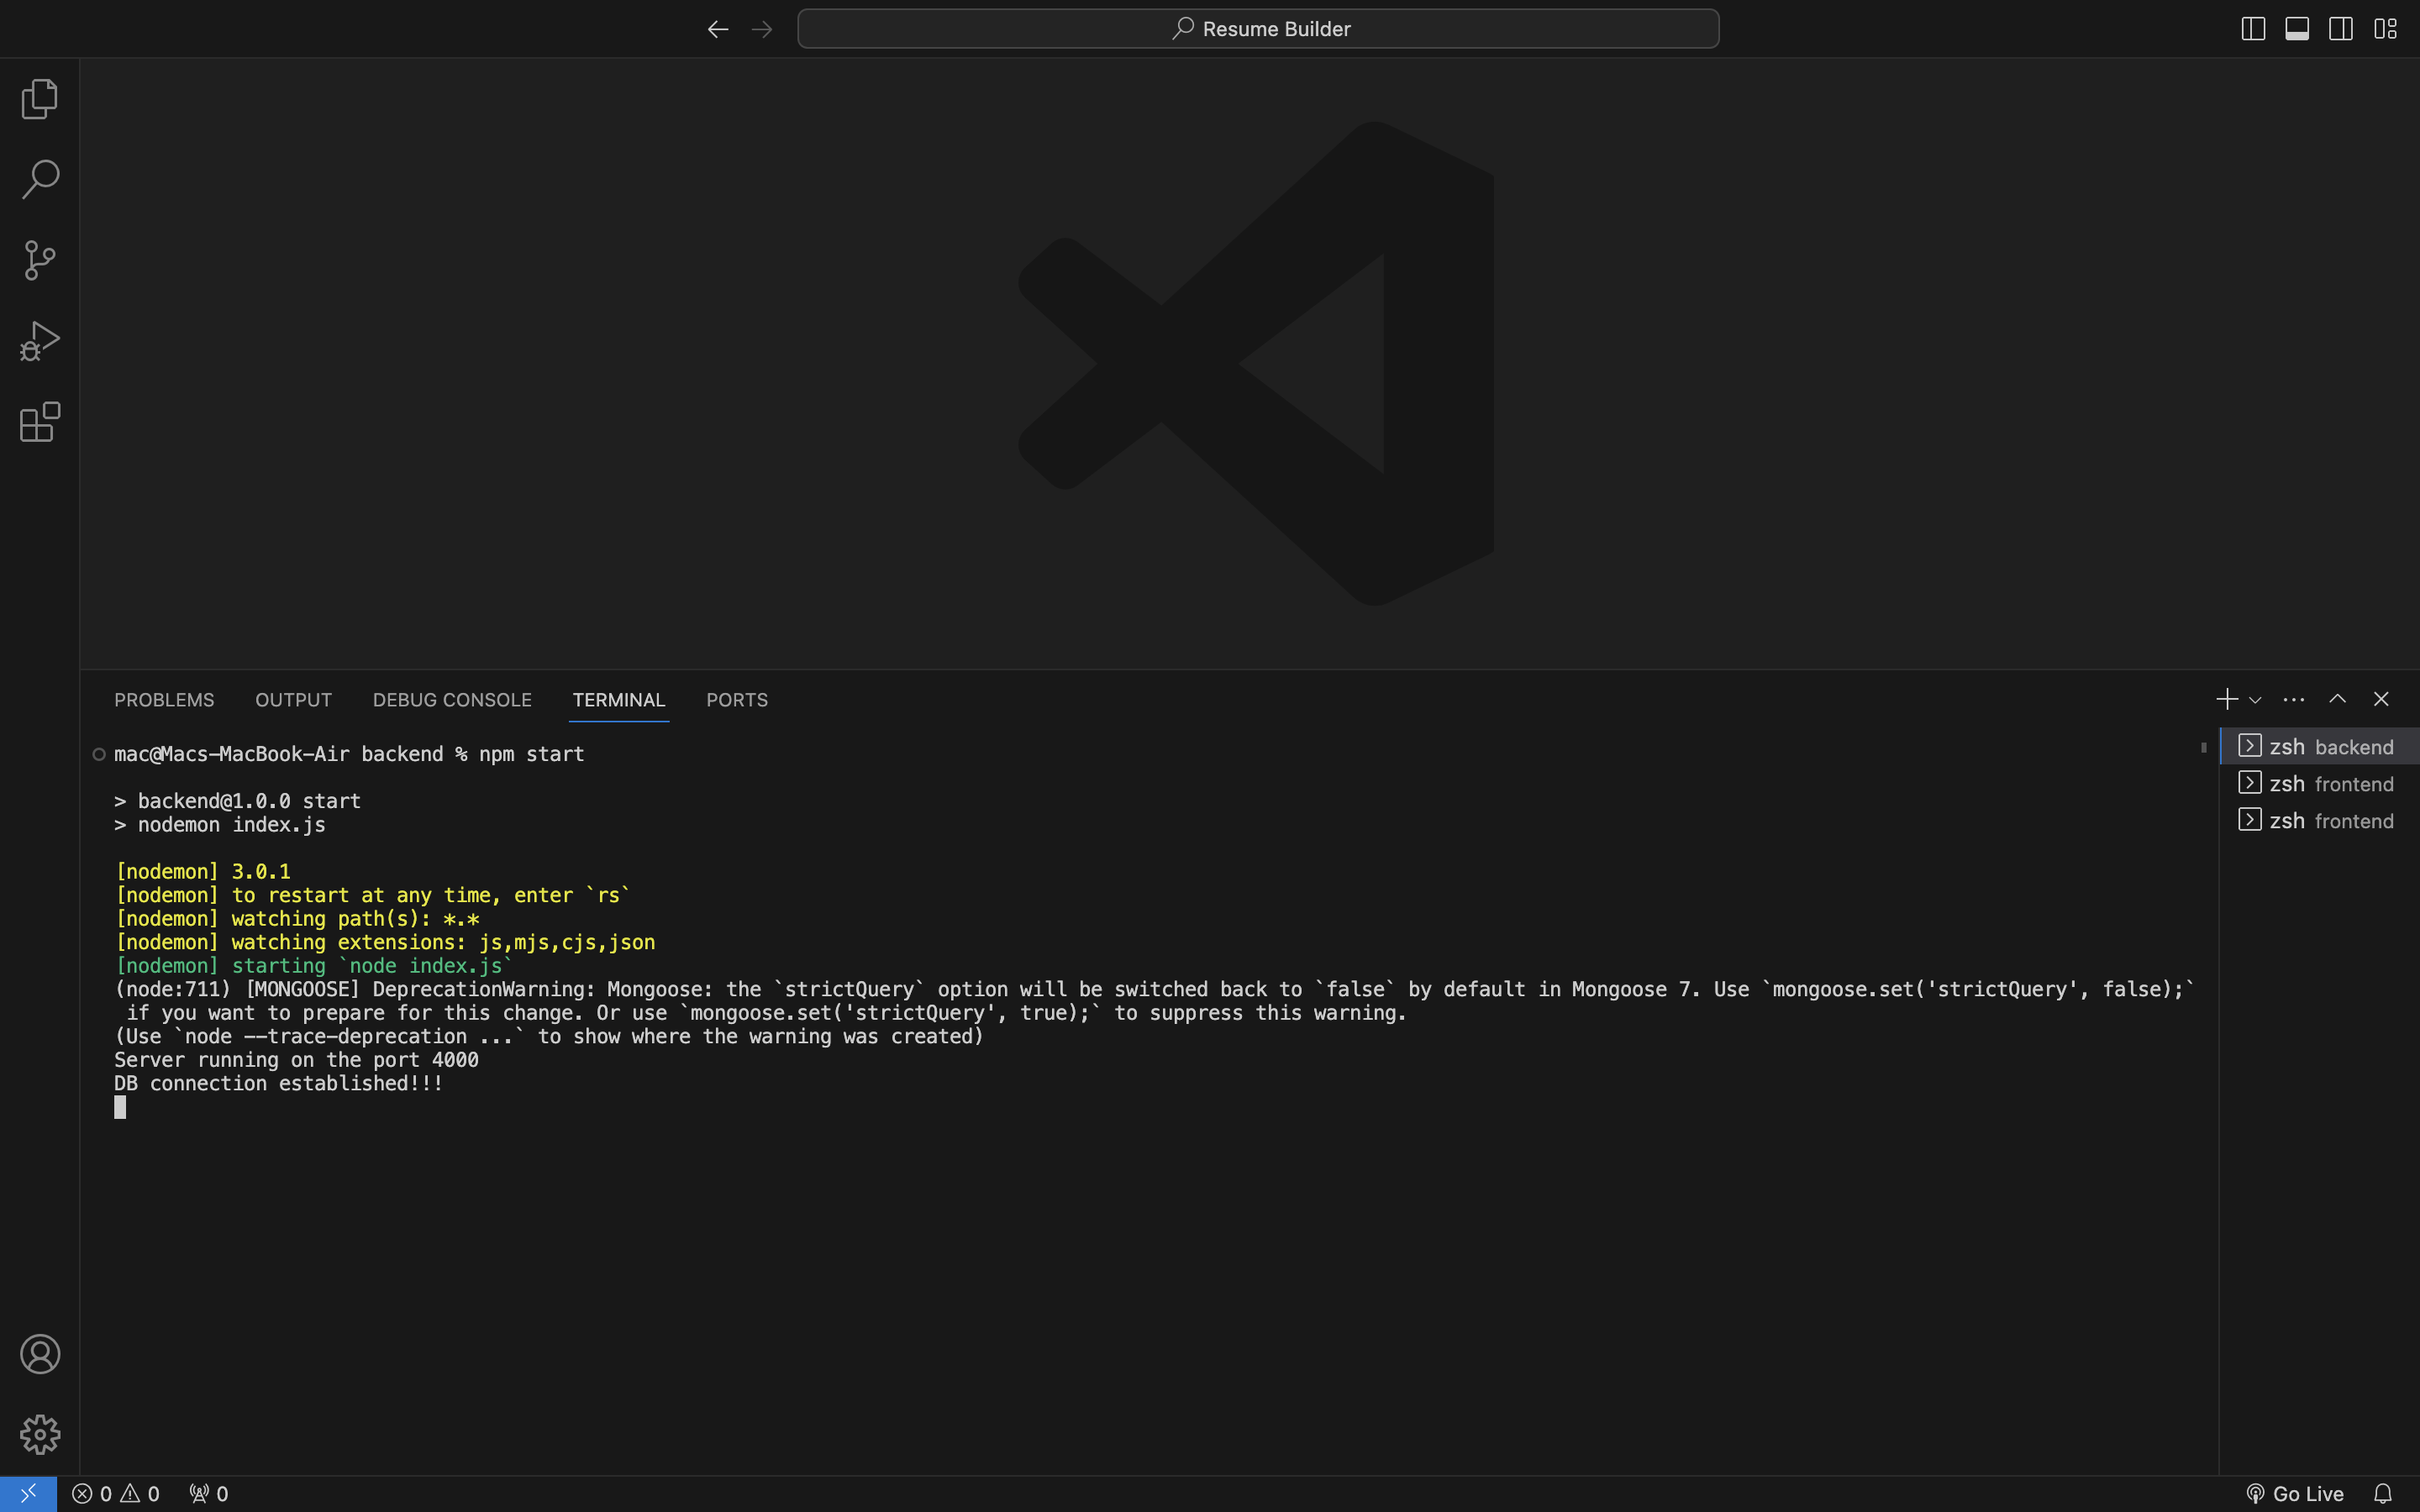 Resume Builder
PROBLEMS OUTPUT DEBUG CONSOLE TERMINAL PORTS
mac@Macs-MacBook-Air backend % npm start
> backend@1.0.0 start
> nodemon index.js
[nodemon] 3.0.1
[nodemon] to restart at any time, enter `rs`
[nodemon] watching path(s): *.*
[nodemon] watching extensions: js,mjs,cjs,json
[nodemon] starting `node index.js`
(node:711) [MONGOOSE] DeprecationWarning: Mongoose: the `strictQuery` option will be switched back to `false` by default in Mongoose 7. Use `mongoose.set('strictQuery', false);`
if you want to prepare for this change. Or use `mongoose.set('strictQuery', true);` to suppress this warning.
(Use `node --trace-deprecation ...` to show where the warning was created)
Server running on the port 4000
DB connection established!!!
zsh backend
zsh frontend
zsh frontend
0 0 0 Go Live